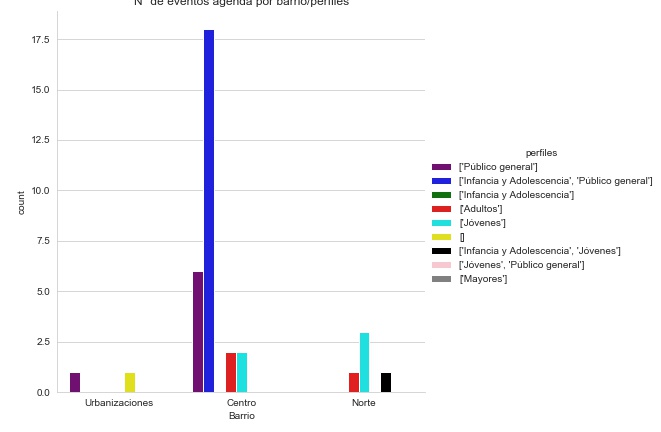 N° de eventos agenda por barrio/perfiles
17.5
15.0
12.5
10.0
7.5
5.0
2.5
0.0
count
Urbanizaciones
Centro
Norte
Barrio
perfiles
['Público general']
['Infancia y Adolescencia', 'Público general']
['Infancia y Adolescencia']
['Adultos']
['Jóvenes']
[]
['Infancia y Adolescencia', 'Jóvenes']
['Jóvenes', 'Público general']
['Mayores']